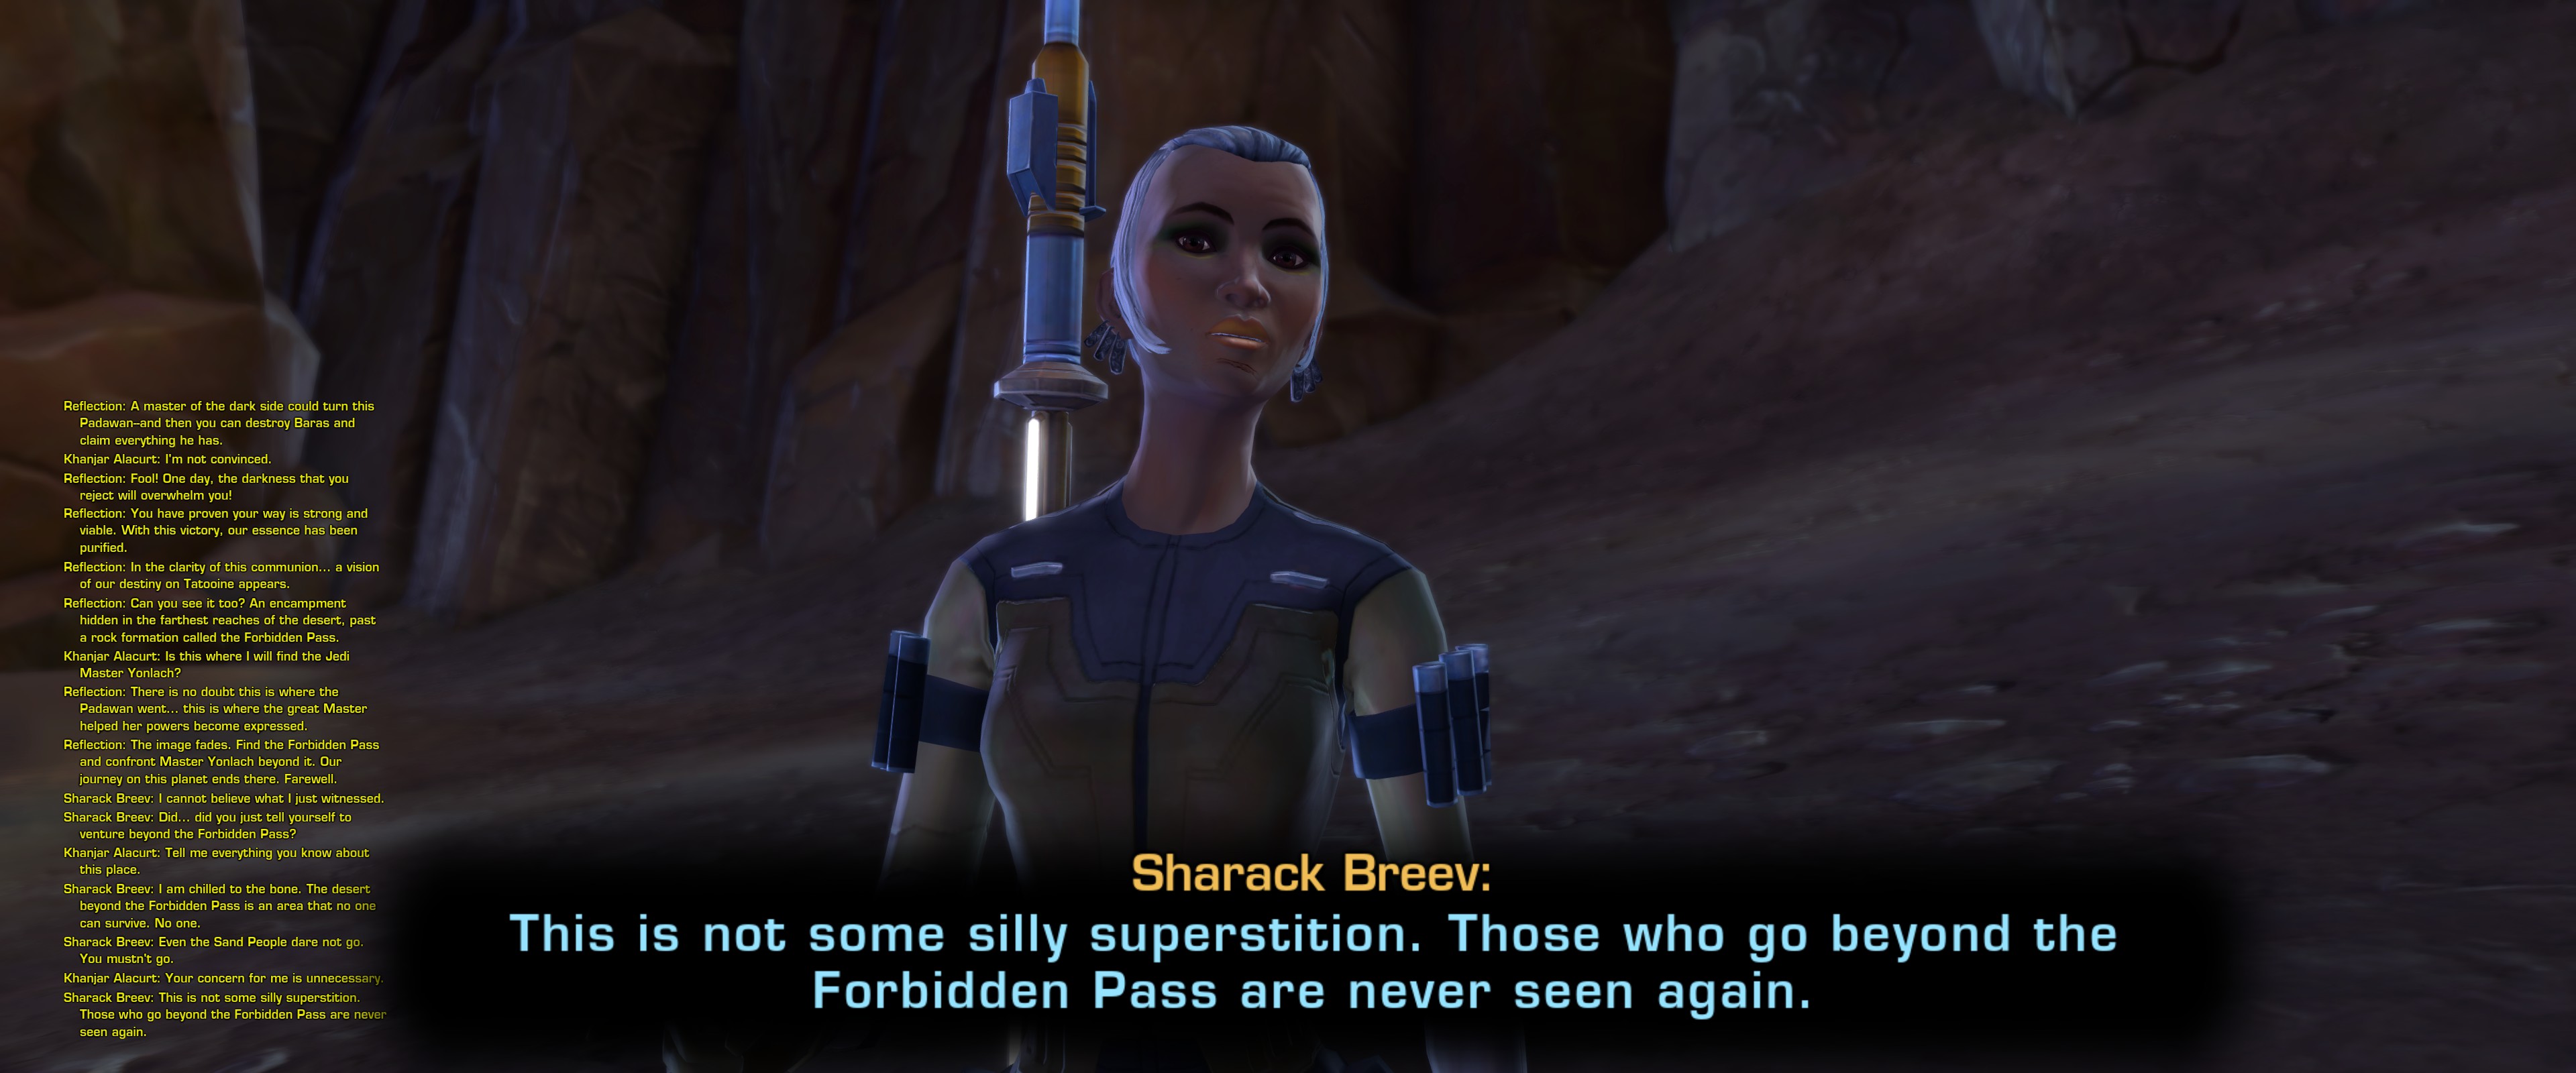 Reflection: A master of the dark side could turn this
Padawan--and then you can destroy Baras and
claim everything he has.
Khanjar Alacurt: I'm not convinced.
Reflection: Fool! One day, the darkness that you
reject will overwhelm you!
Reflection: You have proven your way is strong and
viable. With this victory, our essence has been
purified.
Reflection: In the clarity of this communion... a vision
of our destiny on Tatooine appears.
Reflection: Can you see it too? An encampment
hidden in the farthest reaches of the desert, past
a rock formation called the Forbidden Pass.
Khanjar Alacurt: Is this where I will find the Jedi
Master Yonlach?
Reflection: There is no doubt this is where the
Padawan went... this is where the great Master
helped her powers become expressed.
Reflection: The image fades. Find the Forbidden Pass
and confront Master Yonlach beyond it. Our
journey on this planet ends there. Farewell.
Sharack Breev: I cannot believe what I just witnessed.
Sharack Breev: Did... did you just tell yourself to
venture beyond the Forbidden Pass?
Khanjar Alacurt: Tell me everything you know about
this place.
Sharack Breev: I am chilled to the bone. The desert
beyond the Forbidden Pass is an area that no one
can survive. No one.
Sharack Breev: Even the Sand People dare not go.
You mustn't go.
Khanjar Alacurt: Your concern for me is unnecessary.
Sharack Breev: This is not some silly superstition.
Those who go beyond the Forbidden Pass are never
seen again.
Sharack Breev:
This is not some silly superstition. Those who go beyond the
Forbidden Pass are never seen again.